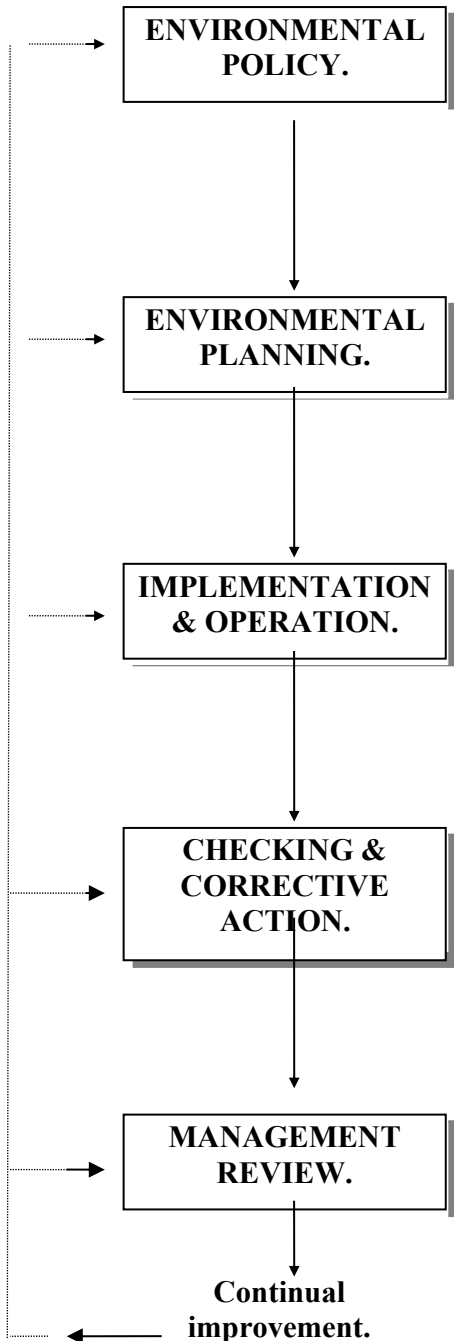 ENVIRONMENTAL
POLICY.
ENVIRONMENTAL
PLANNING.
IMPLEMENTATION
& OPERATION.
CHECKING &
CORRECTIVE
ACTION.
MANAGEMENT
REVIEW.
Continual
improvement.